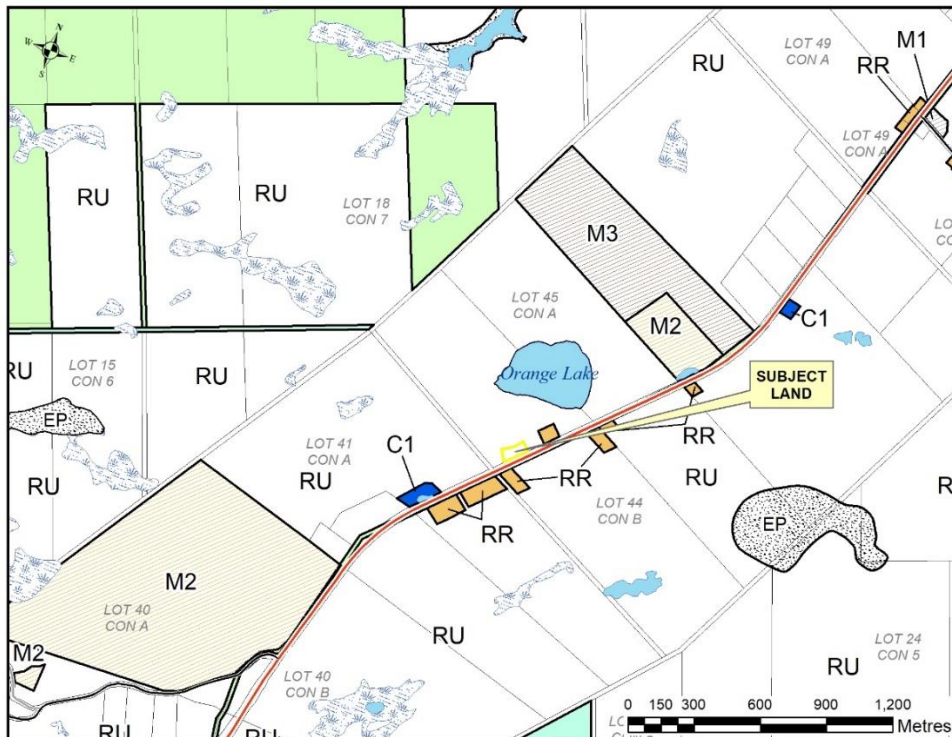 N
W
E
S
RU
LOT 49
CON A
M1
RR
LOT 49
CON A
RU
RU
LOT 18
CON 7
M3
LOT 45
CON A
M2
C1
RU
LOT 15
CON 6
RU
Orange Lake
SUBJECT
LAND
EP
LOT 41
CON A
C1
RR
RU
RU
RR
RU
LOT 44
CON B
EP
RR
M2
LOT 40
CON A
RU
LOT 24
CON 5
RU
M2
LOT 40
CON B
RU
RU
0 150 300 600 900 1,200
Metres